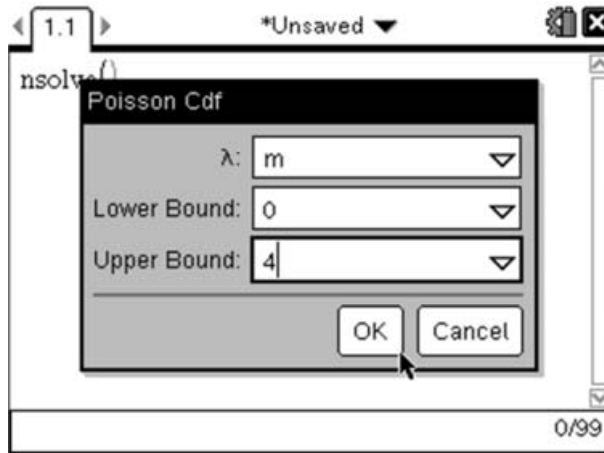 1.1 *Unsaved
nsolve()
Poisson Cdf
λ: m
Lower Bound: 0
Upper Bound: 4
OK Cancel
0/99